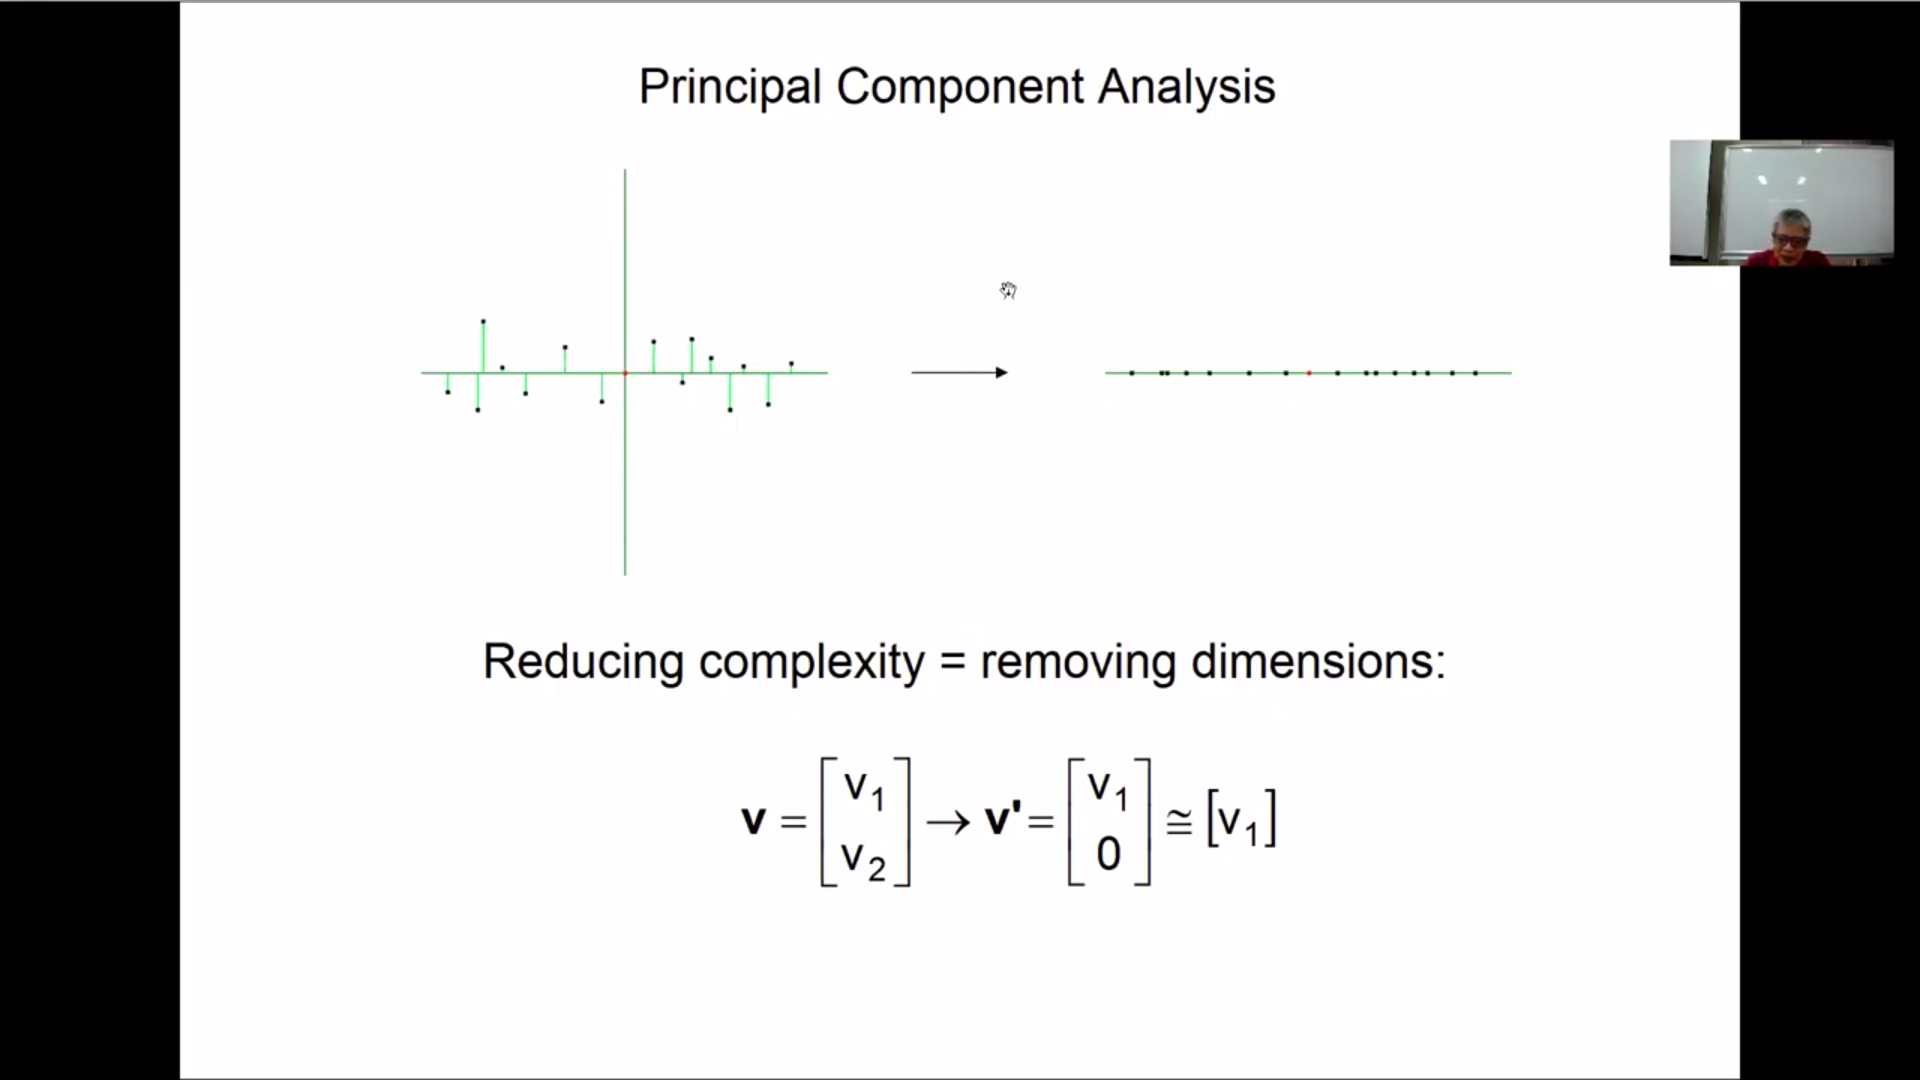 Principal Component Analysis
Reducing complexity = removing dimensions:
v = [v₁ v₂] → v' = [v₁ 0] ≅ [v₁]